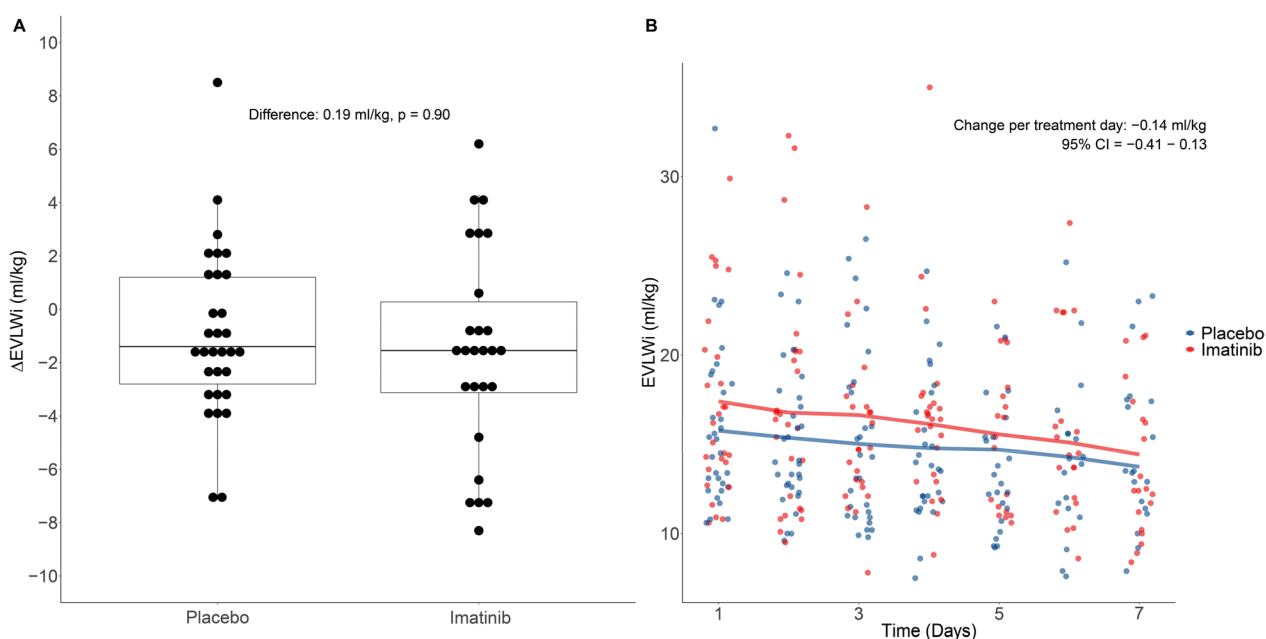 A
ΔEVLWi (ml/kg)
10
8
6
4
2
0
−2
−4
−6
−8
−10
Difference: 0.19 ml/kg, p = 0.90
Placebo
Imatinib
B
EVLWi (ml/kg)
30
20
10
Change per treatment day: −0.14 ml/kg
95% CI = −0.41 − 0.13
Placebo
Imatinib
1
3
5
7
Time (Days)